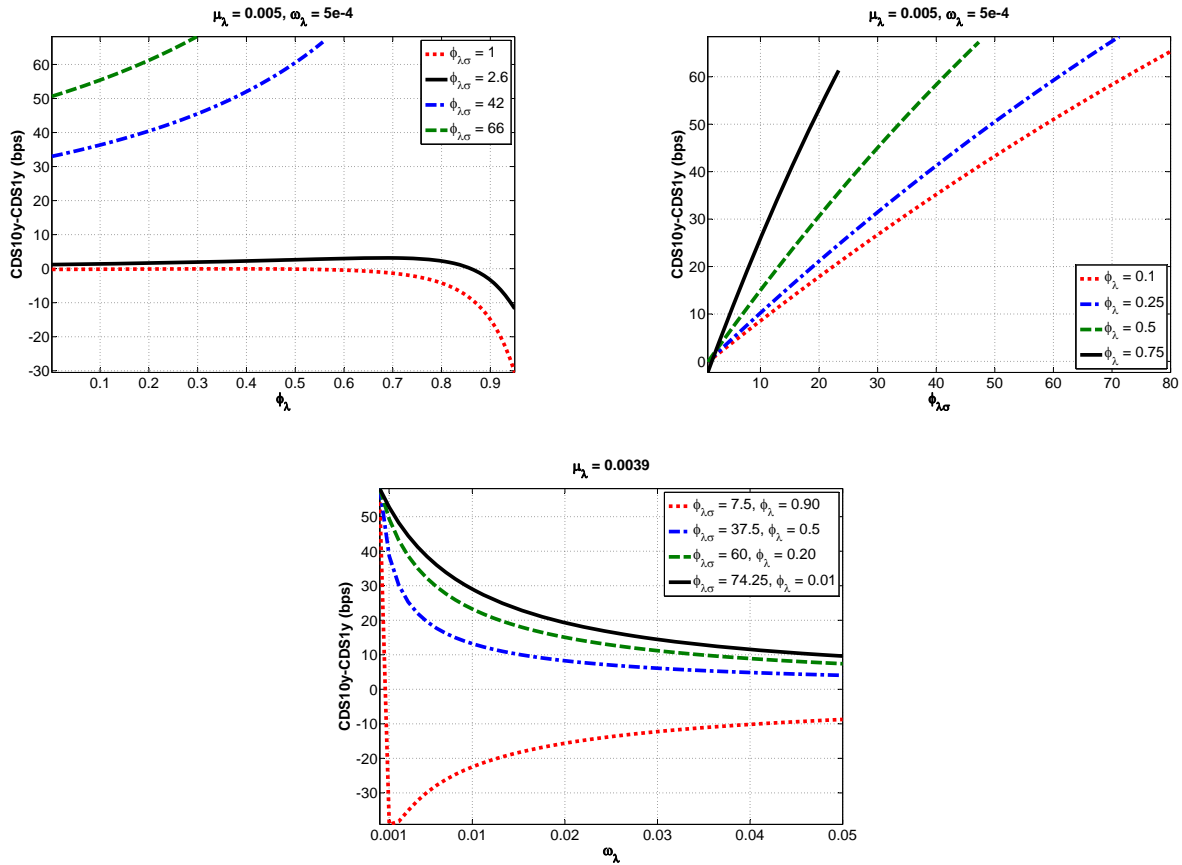 μλ = 0.005, ωλ = 5e-4
CDS10y-CDS1y (bps)
60
50
40
30
20
10
0
-10
-20
-30
0.1 0.2 0.3 0.4 0.5 0.6 0.7 0.8 0.9
ϕλ
ϕλσ = 1
ϕλσ = 2.6
ϕλσ = 42
ϕλσ = 66
μλ = 0.005, ωλ = 5e-4
CDS10y-CDS1y (bps)
60
50
40
30
20
10
0
10 20 30 40 50 60 70 80
ϕλσ
ϕλ = 0.1
ϕλ = 0.25
ϕλ = 0.5
ϕλ = 0.75
μλ = 0.0039
CDS10y-CDS1y (bps)
50
40
30
20
10
0
-10
-20
-30
0.001 0.01 0.02 0.03 0.04 0.05
ωλ
ϕλσ = 7.5, ϕλ = 0.90
ϕλσ = 37.5, ϕλ = 0.5
ϕλσ = 60, ϕλ = 0.20
ϕλσ = 74.25, ϕλ = 0.01